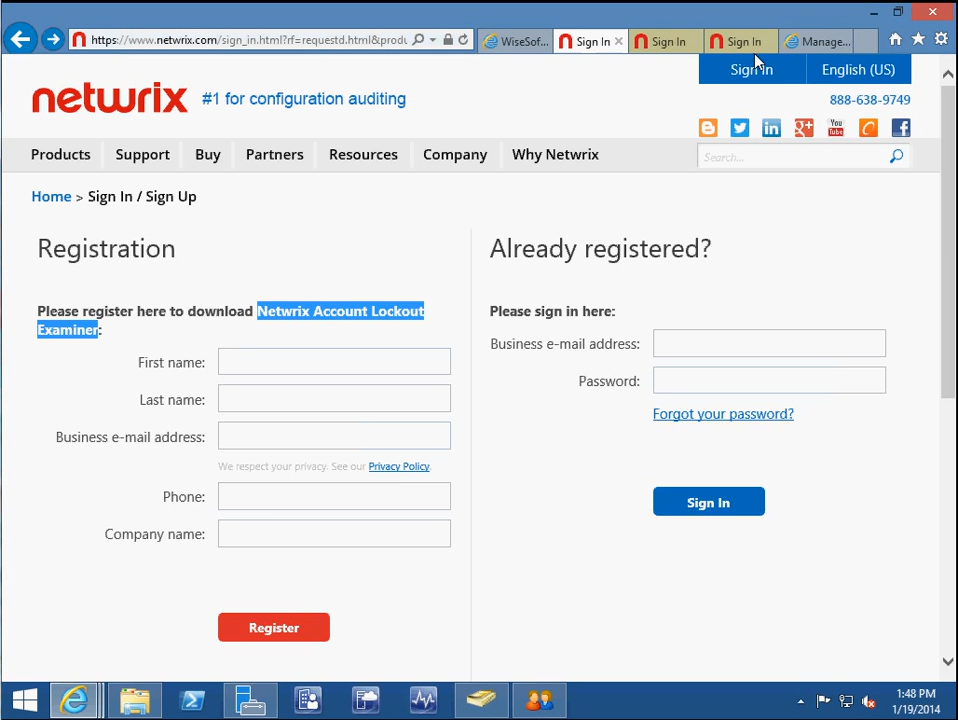 https://www.netwrix.com/sign_in.html?rf=requestd.html&produ
WiseSof...
Sign In
Sign In
Sign In
Manage...
netwrix
#1 for configuration auditing
Sign In
English (US)
888-638-9749
You Tube
Products
Support
Buy
Partners
Resources
Company
Why Netwrix
Search...
Home > Sign In / Sign Up
Registration
Please register here to download Netwrix Account Lockout
Examiner:
First name:
Last name:
Business e-mail address:
We respect your privacy. See our Privacy Policy.
Phone:
Company name:
Register
Already registered?
Please sign in here:
Business e-mail address:
Password:
Forgot your password?
Sign In
1:48 PM
1/19/2014